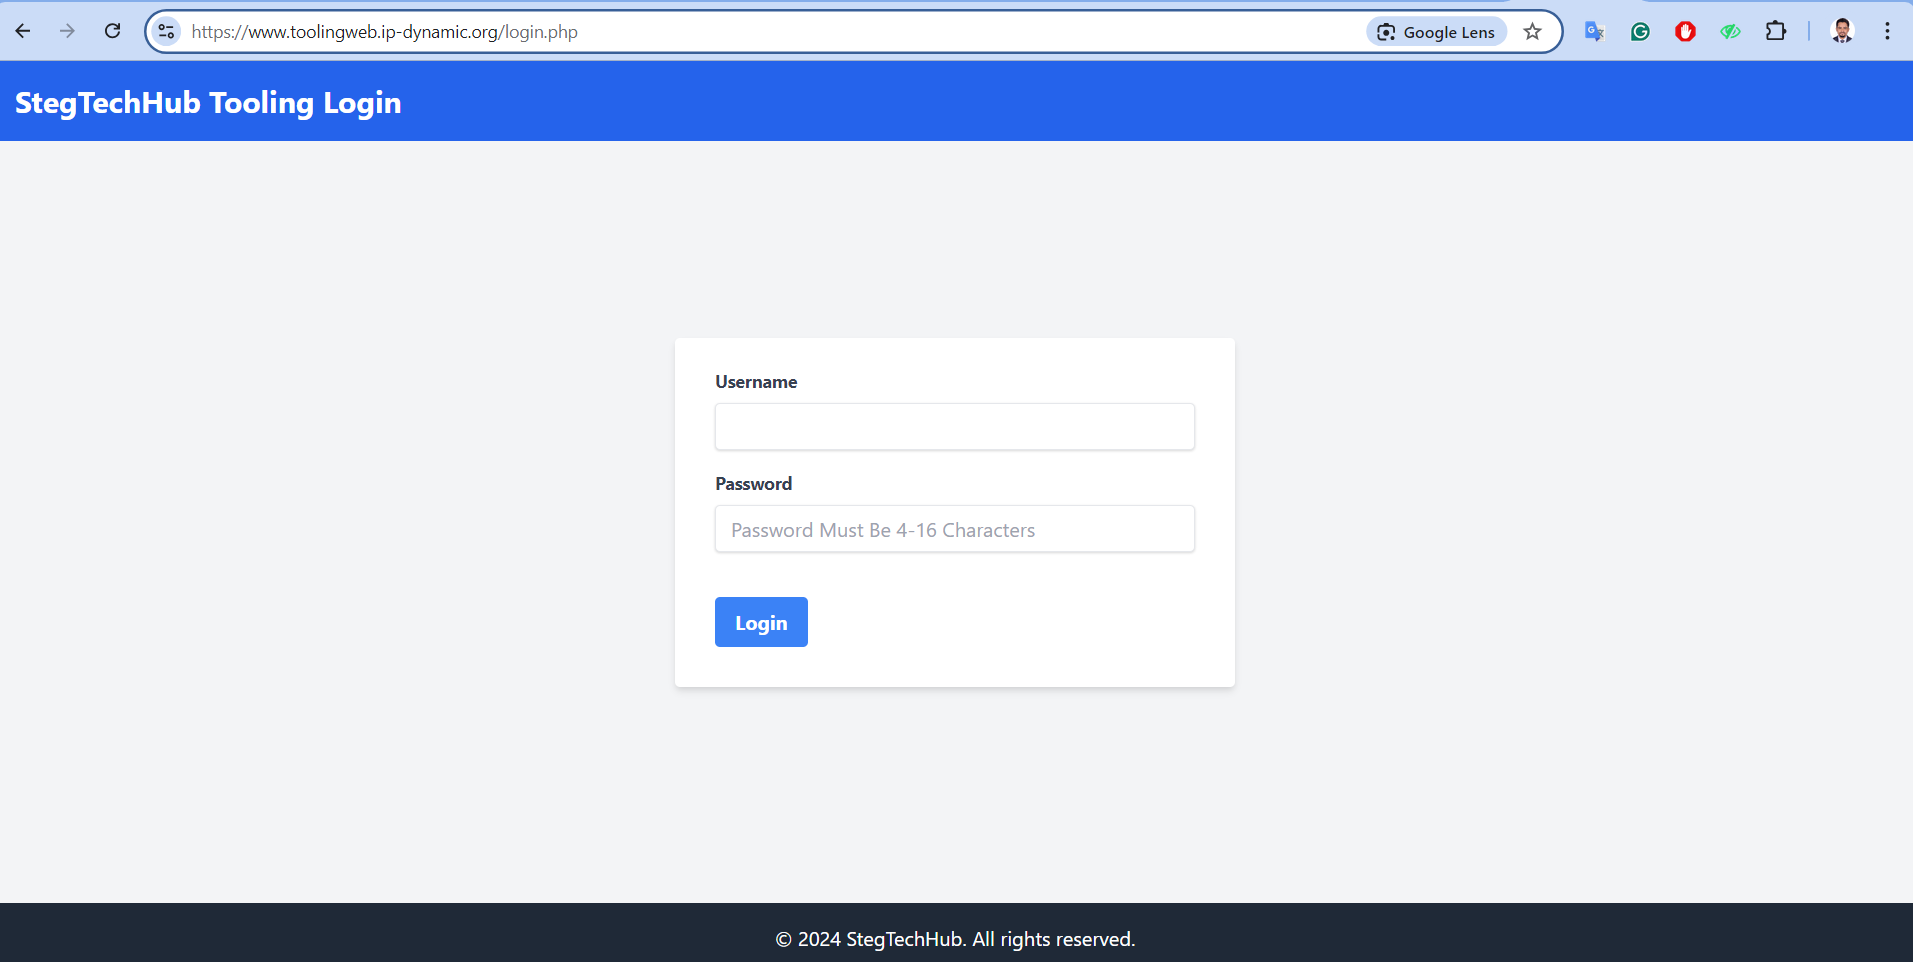 https://www.toolingweb.ip-dynamic.org/login.php
Google Lens
StegTechHub Tooling Login
Username
Password
Password Must Be 4-16 Characters
Login
© 2024 StegTechHub. All rights reserved.